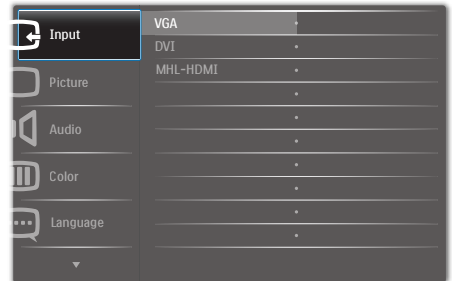 Input
Picture
Audio
Color
Language
VGA
DVI
MHL-HDMI